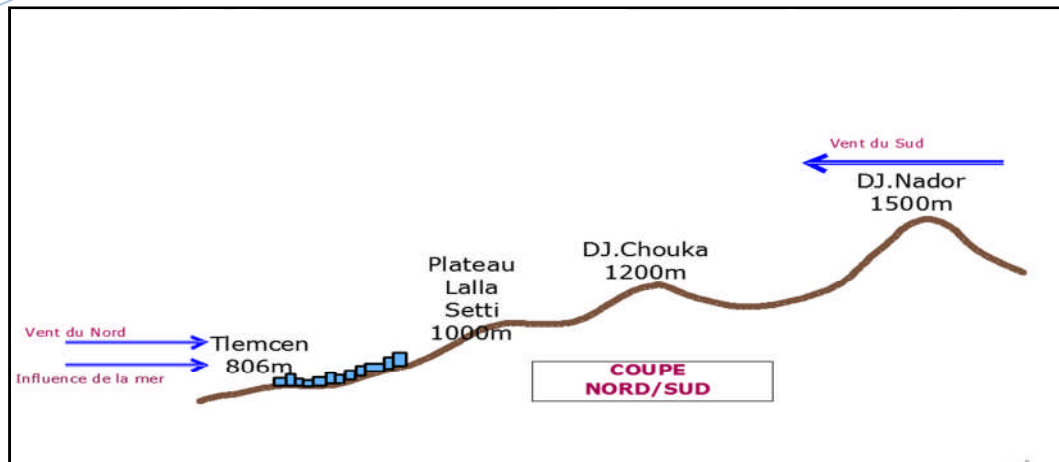 Vent du Sud
DJ.Nador
1500m
DJ.Chouka
1200m
Plateau
Lalla
Setti
1000m
Vent du Nord
Influence de la mer
Tlemcen
806m
COUPE
NORD/SUD